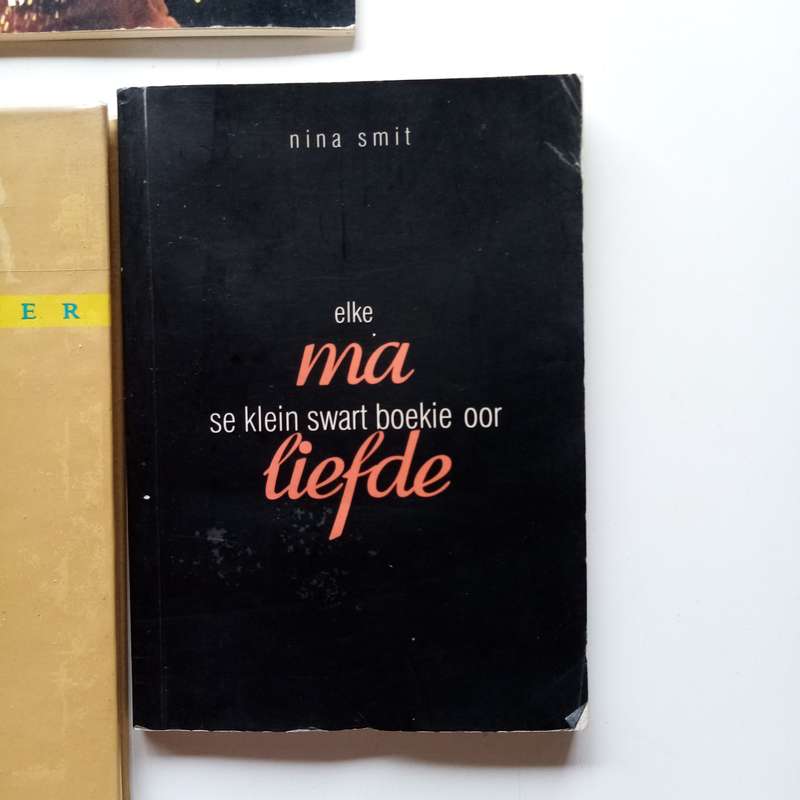 nina smit
elke
ma
se klein swart boekie oor
liefde
E R